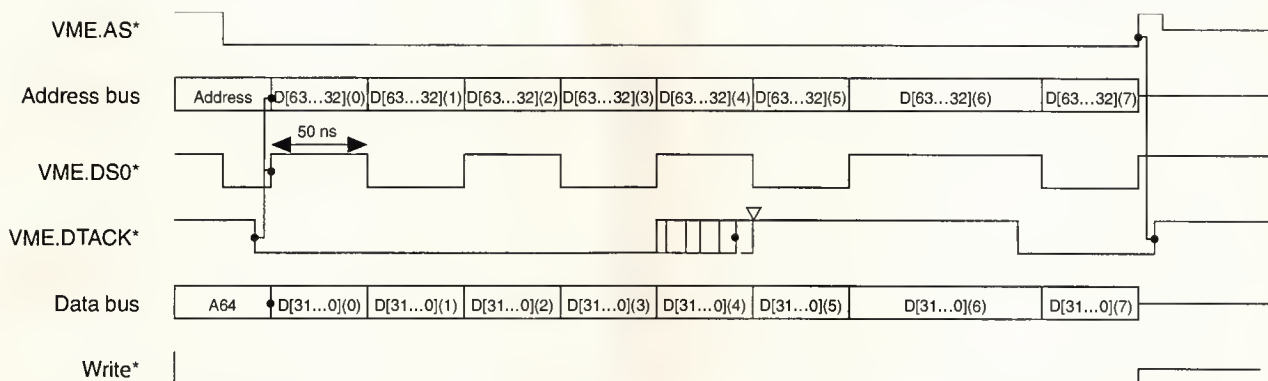 VME.AS*
Address bus
Address D[63...32](0) D[63...32](1) D[63...32](2) D[63...32](3) D[63...32](4) D[63...32](5) D[63...32](6) D[63...32](7)
50 ns
VME.DS0*
VME.DTACK*
Data bus
A64 D[31...0](0) D[31...0](1) D[31...0](2) D[31...0](3) D[31...0](4) D[31...0](5) D[31...0](6) D[31...0](7)
Write*